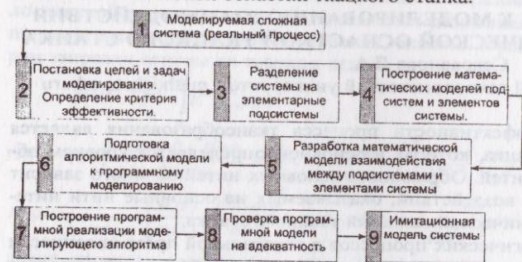 1 Моделируемая сложная
система (реальный процесс)
2 Постановка целей и задач
моделирования.
Определение критерия
эффективности.
3 Разделение
системы на
элементарные
подсистемы
4 Построение мате-
матических моделей под-
систем и элементов
системы.
5 Разработка математической
модели взаимодействия
между подсистемами и
элементами системы
6 Подготовка
алгоритмической модели
к программному
моделированию
7 Построение програм-
мной реализации моде-
лирующего алгоритма
8 Проверка програм-
мной модели
на адекватность
9 Имитационная
модель системы